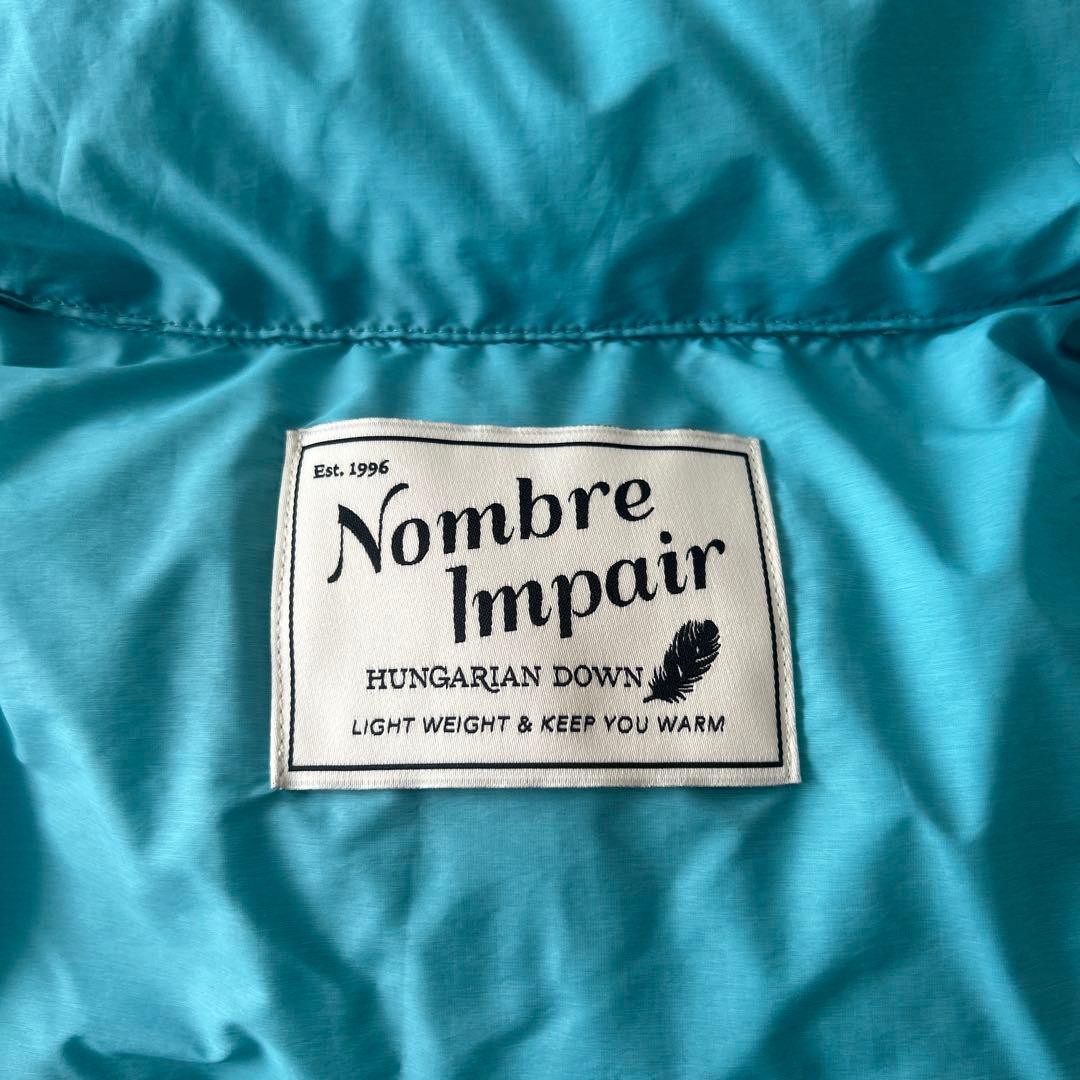 Est. 1996
Nombre
Impair
HUNGARIAN DOWN
LIGHT WEIGHT & KEEP YOU WARM